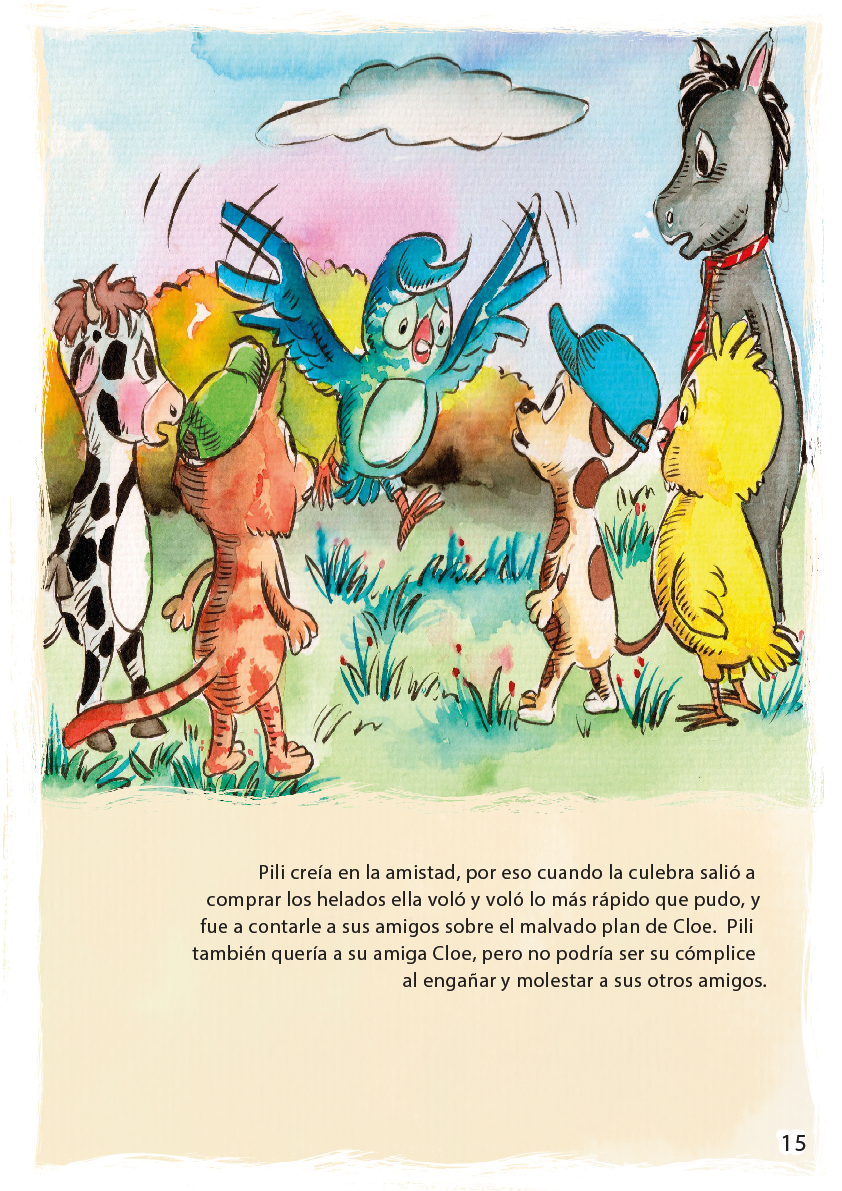 Pili creía en la amistad, por eso cuando la culebra salió a
comprar los helados ella voló y voló lo más rápido que pudo, y
fue a contarle a sus amigos sobre el malvado plan de Cloe.  Pili
también quería a su amiga Cloe, pero no podría ser su cómplice
al engañar y molestar a sus otros amigos.
15